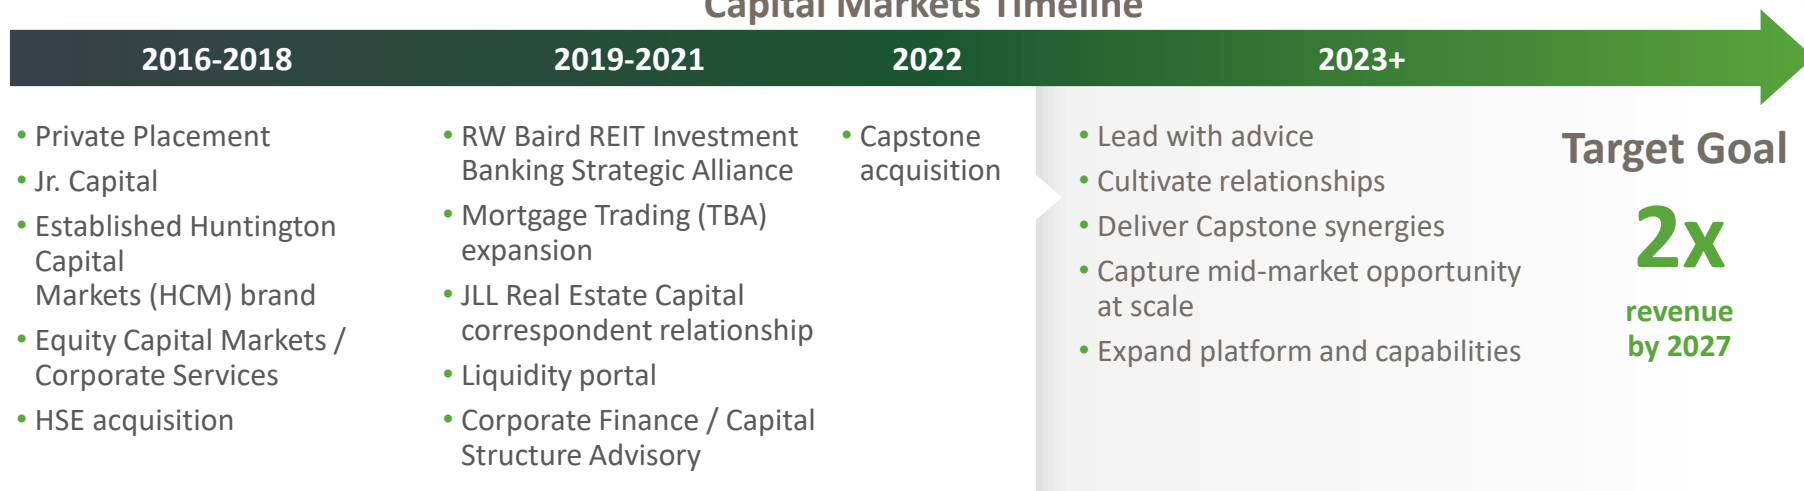 Capital Markets Timeline
2016-2018
2019-2021
2022
2023+
• Private Placement
• Jr. Capital
• Established Huntington
Capital
Markets (HCM) brand
• Equity Capital Markets /
Corporate Services
• HSE acquisition
• RW Baird REIT Investment
Banking Strategic Alliance
• Mortgage Trading (TBA)
expansion
• JLL Real Estate Capital
correspondent relationship
• Liquidity portal
• Corporate Finance / Capital
Structure Advisory
• Capstone
acquisition
• Lead with advice
• Cultivate relationships
• Deliver Capstone synergies
• Capture mid-market opportunity
at scale
• Expand platform and capabilities
Target Goal
2x
revenue
by 2027